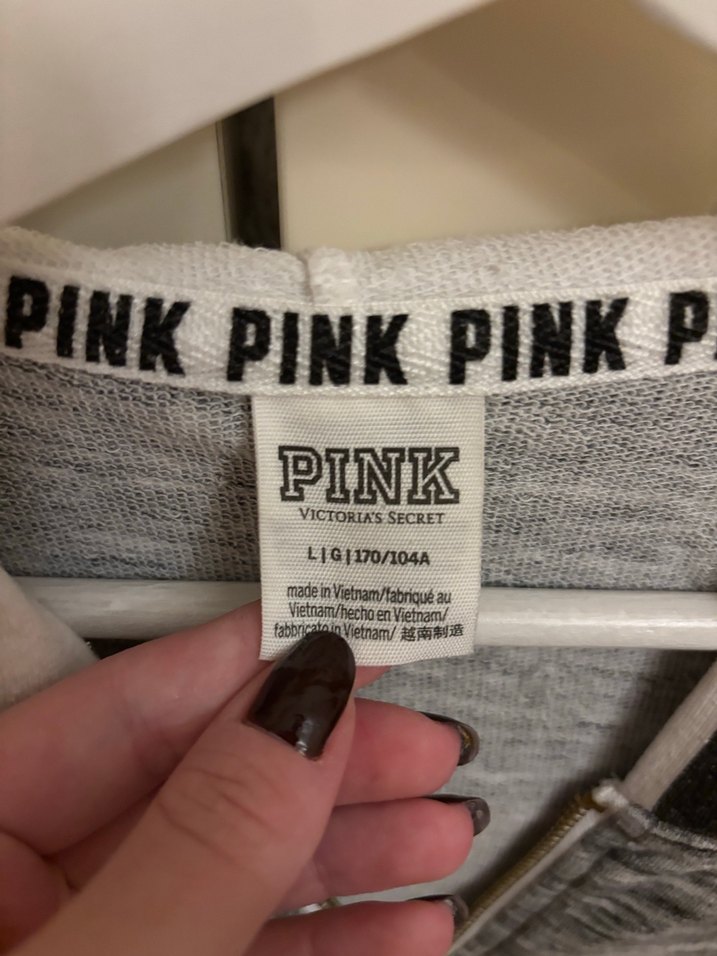 PINK PINK PINK P
PINK
VICTORIA'S SECRET
L|G|170/104A
made in Vietnam/fabriqué au
Vietnam/hecho en Vietnam/
fabbricato in Vietnam/ 越南制造